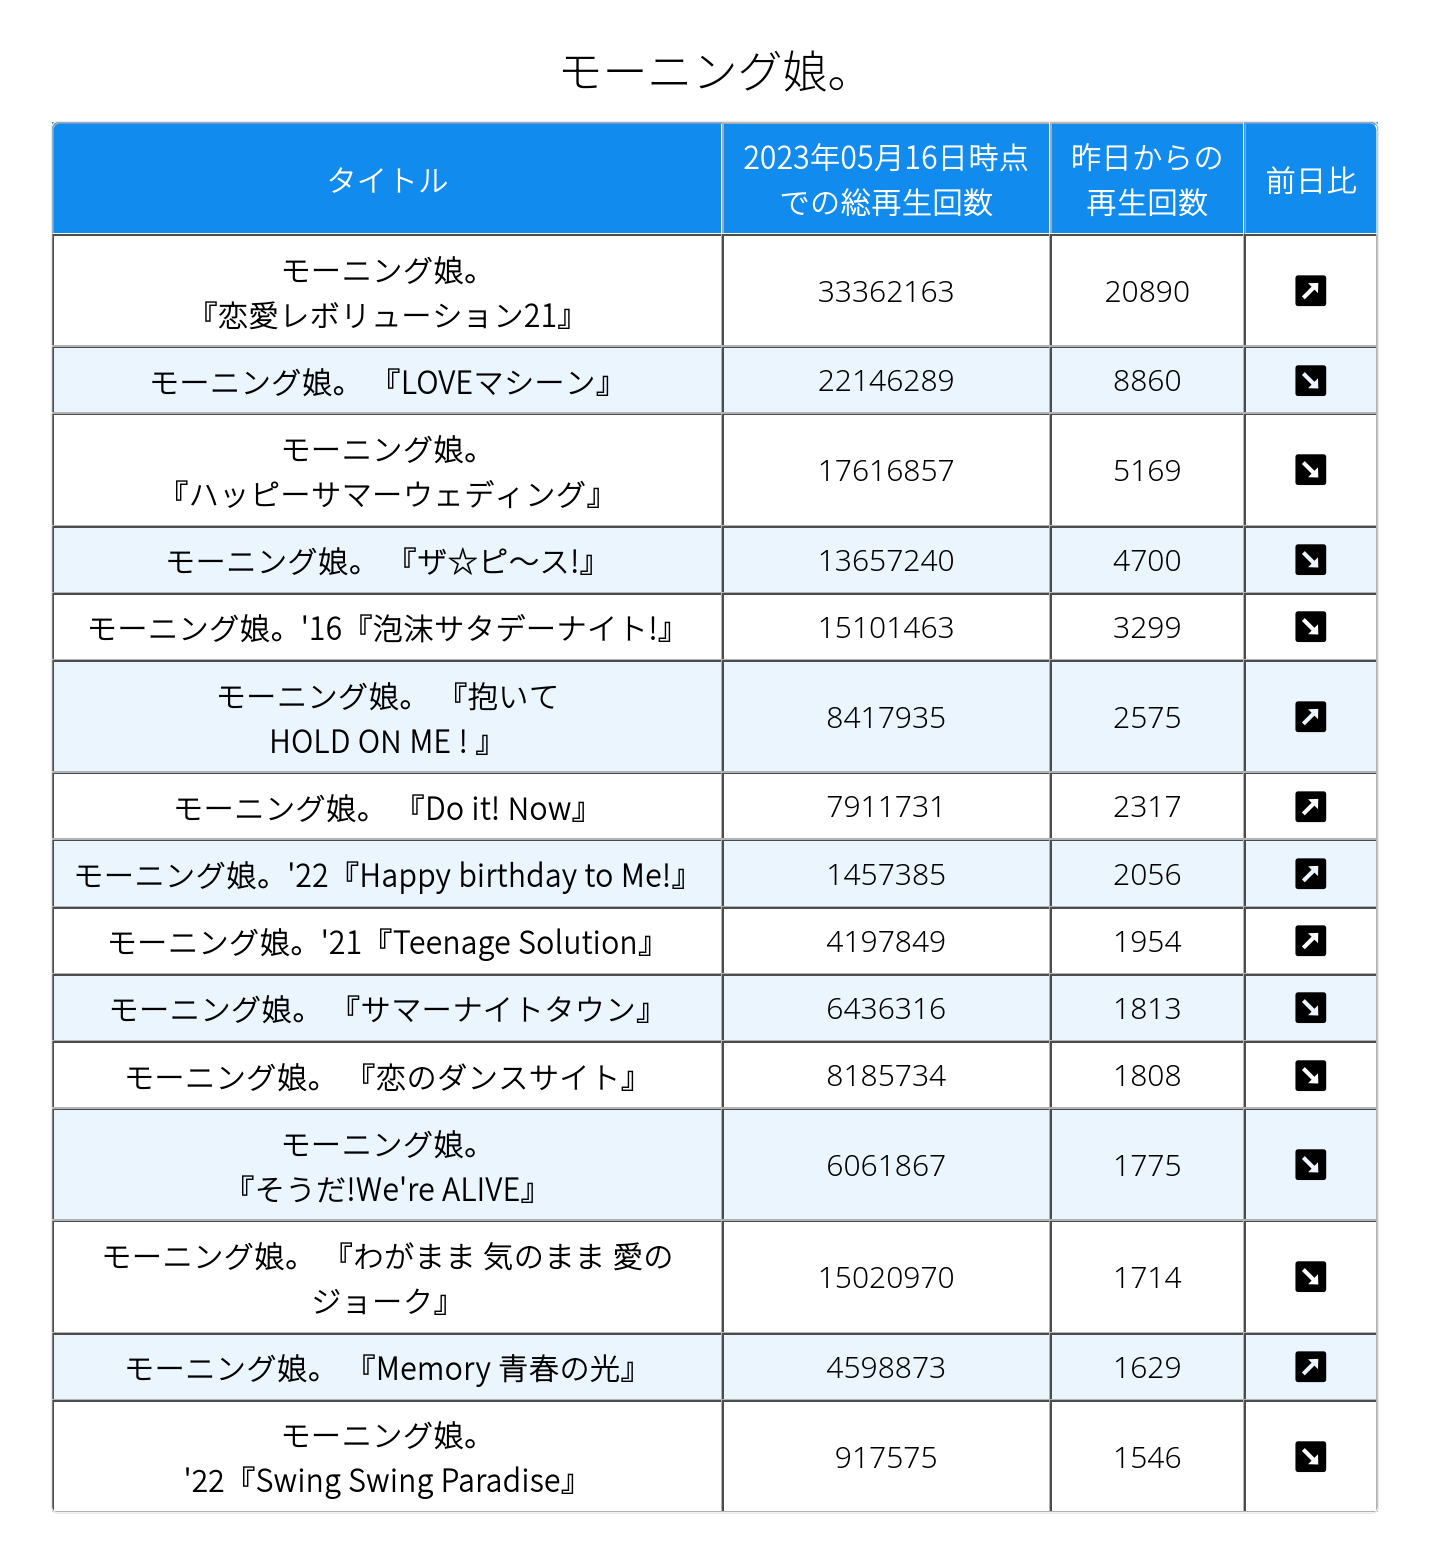 モーニング娘。
タイトル
2023年05月16日時点
での総再生回数
昨日からの
再生回数
前日比
モーニング娘。
『恋愛レボリューション21』
33362163
20890
モーニング娘。 『LOVEマシーン』
22146289
8860
モーニング娘。
『ハッピーサマーウェディング』
17616857
5169
モーニング娘。 『ザ☆ピ〜ス!』
13657240
4700
モーニング娘。'16『泡沫サタデーナイト!』
15101463
3299
モーニング娘。 『抱いて
HOLD ON ME ! 』
8417935
2575
モーニング娘。 『Do it! Now』
7911731
2317
モーニング娘。'22『Happy birthday to Me!』
1457385
2056
モーニング娘。'21『Teenage Solution』
4197849
1954
モーニング娘。 『サマーナイトタウン』
6436316
1813
モーニング娘。 『恋のダンスサイト』
8185734
1808
モーニング娘。
『そうだ!We're ALIVE』
6061867
1775
モーニング娘。 『わがまま 気のまま 愛の
ジョーク』
15020970
1714
モーニング娘。 『Memory 青春の光』
4598873
1629
モーニング娘。
'22『Swing Swing Paradise』
917575
1546